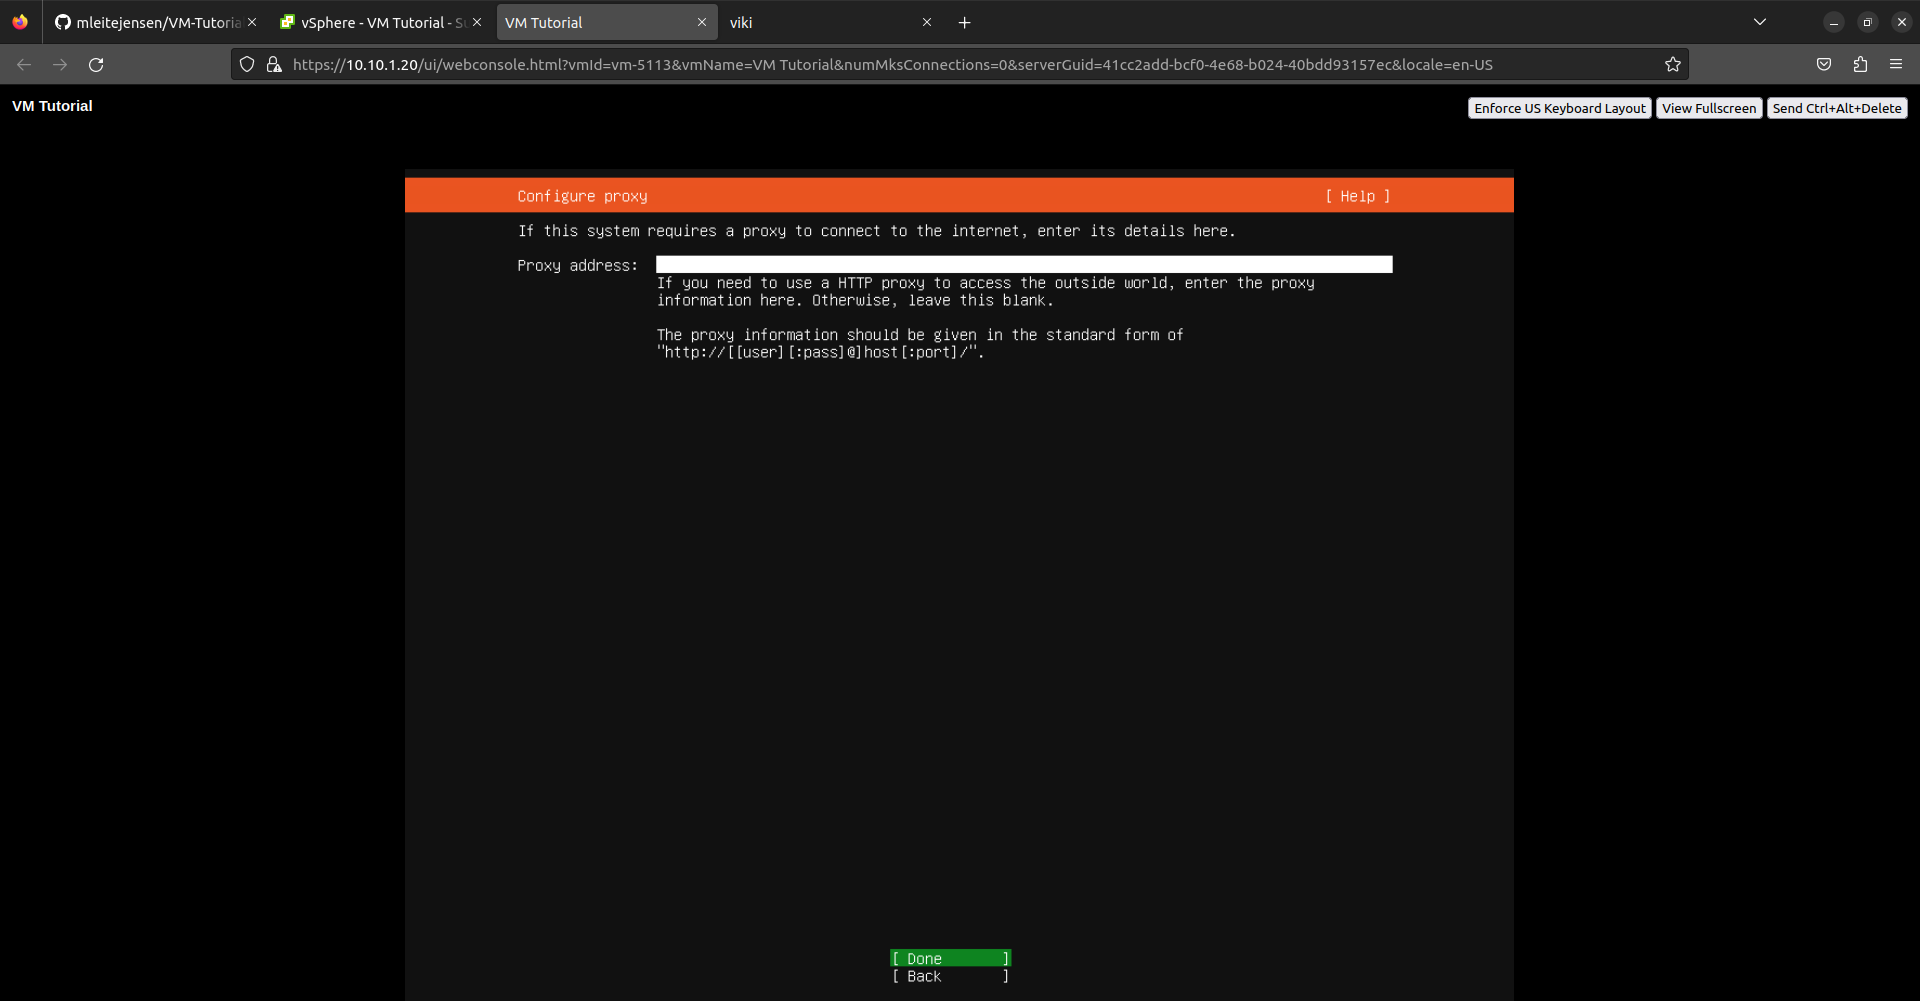 mleitejensen/VM-Tutoria
vSphere - VM Tutorial - Su
VM Tutorial
viki
https://10.10.1.20/ui/webconsole.html?vmId=vm-5113&vmName=VM Tutorial&numMksConnections=0&serverGuid=41cc2add-bcf0-4e68-b024-40bdd93157ec&locale=en-US
VM Tutorial
Enforce US Keyboard Layout
View Fullscreen
Send Ctrl+Alt+Delete
Configure proxy
[ Help ]
If this system requires a proxy to connect to the internet, enter its details here.
Proxy address:
If you need to use a HTTP proxy to access the outside world, enter the proxy
information here. Otherwise, leave this blank.
The proxy information should be given in the standard form of
"http://[[user][:pass]@]host[:port]/".
[ Done ]
[ Back ]